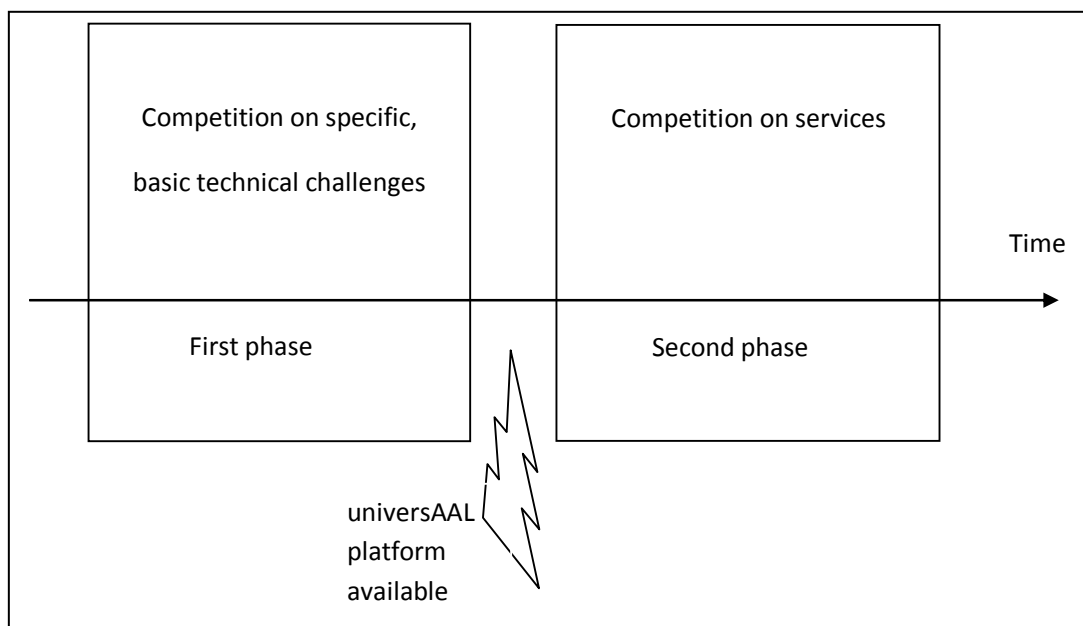 Competition on specific,
basic technical challenges
Competition on services
Time
First phase
Second phase
universAAL
platform
available